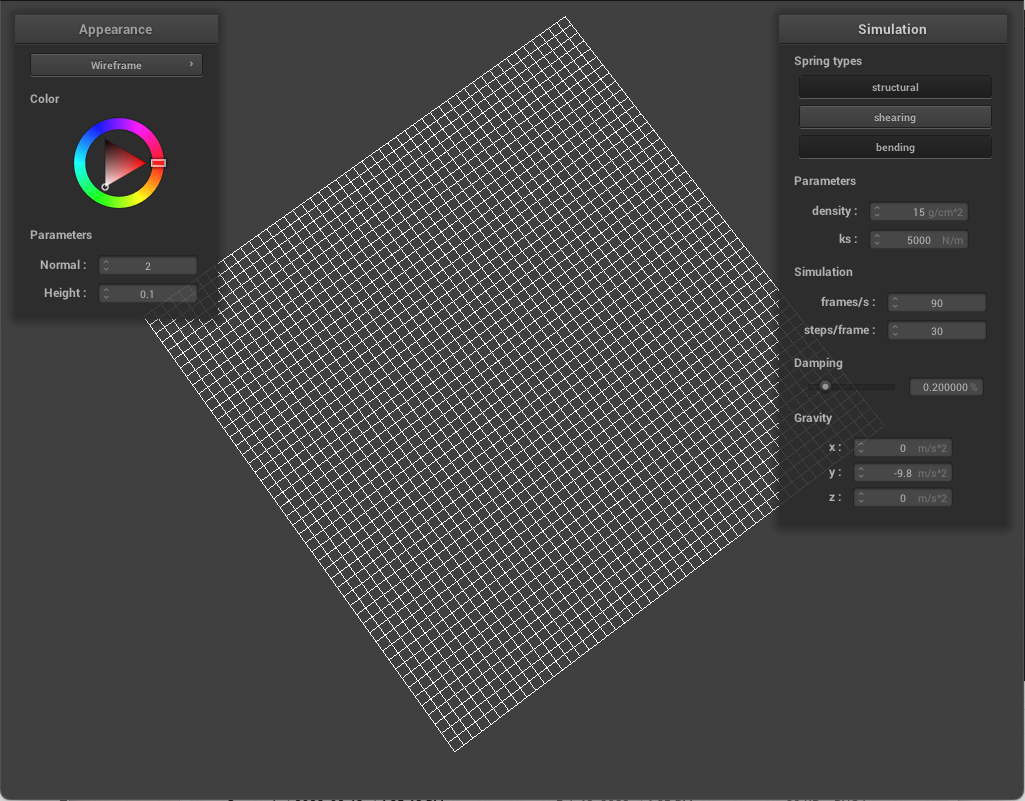 Appearance
Wireframe
Color
Parameters
Normal : 2
Height : 0.1
Simulation
Spring types
structural
shearing
bending
Parameters
density : 15 g/cm^2
ks : 5000 N/m
Simulation
frames/s : 90
steps/frame : 30
Damping
0.200000 %
Gravity
x : 0 m/s^2
y : -9.8 m/s^2
z : 0 m/s^2